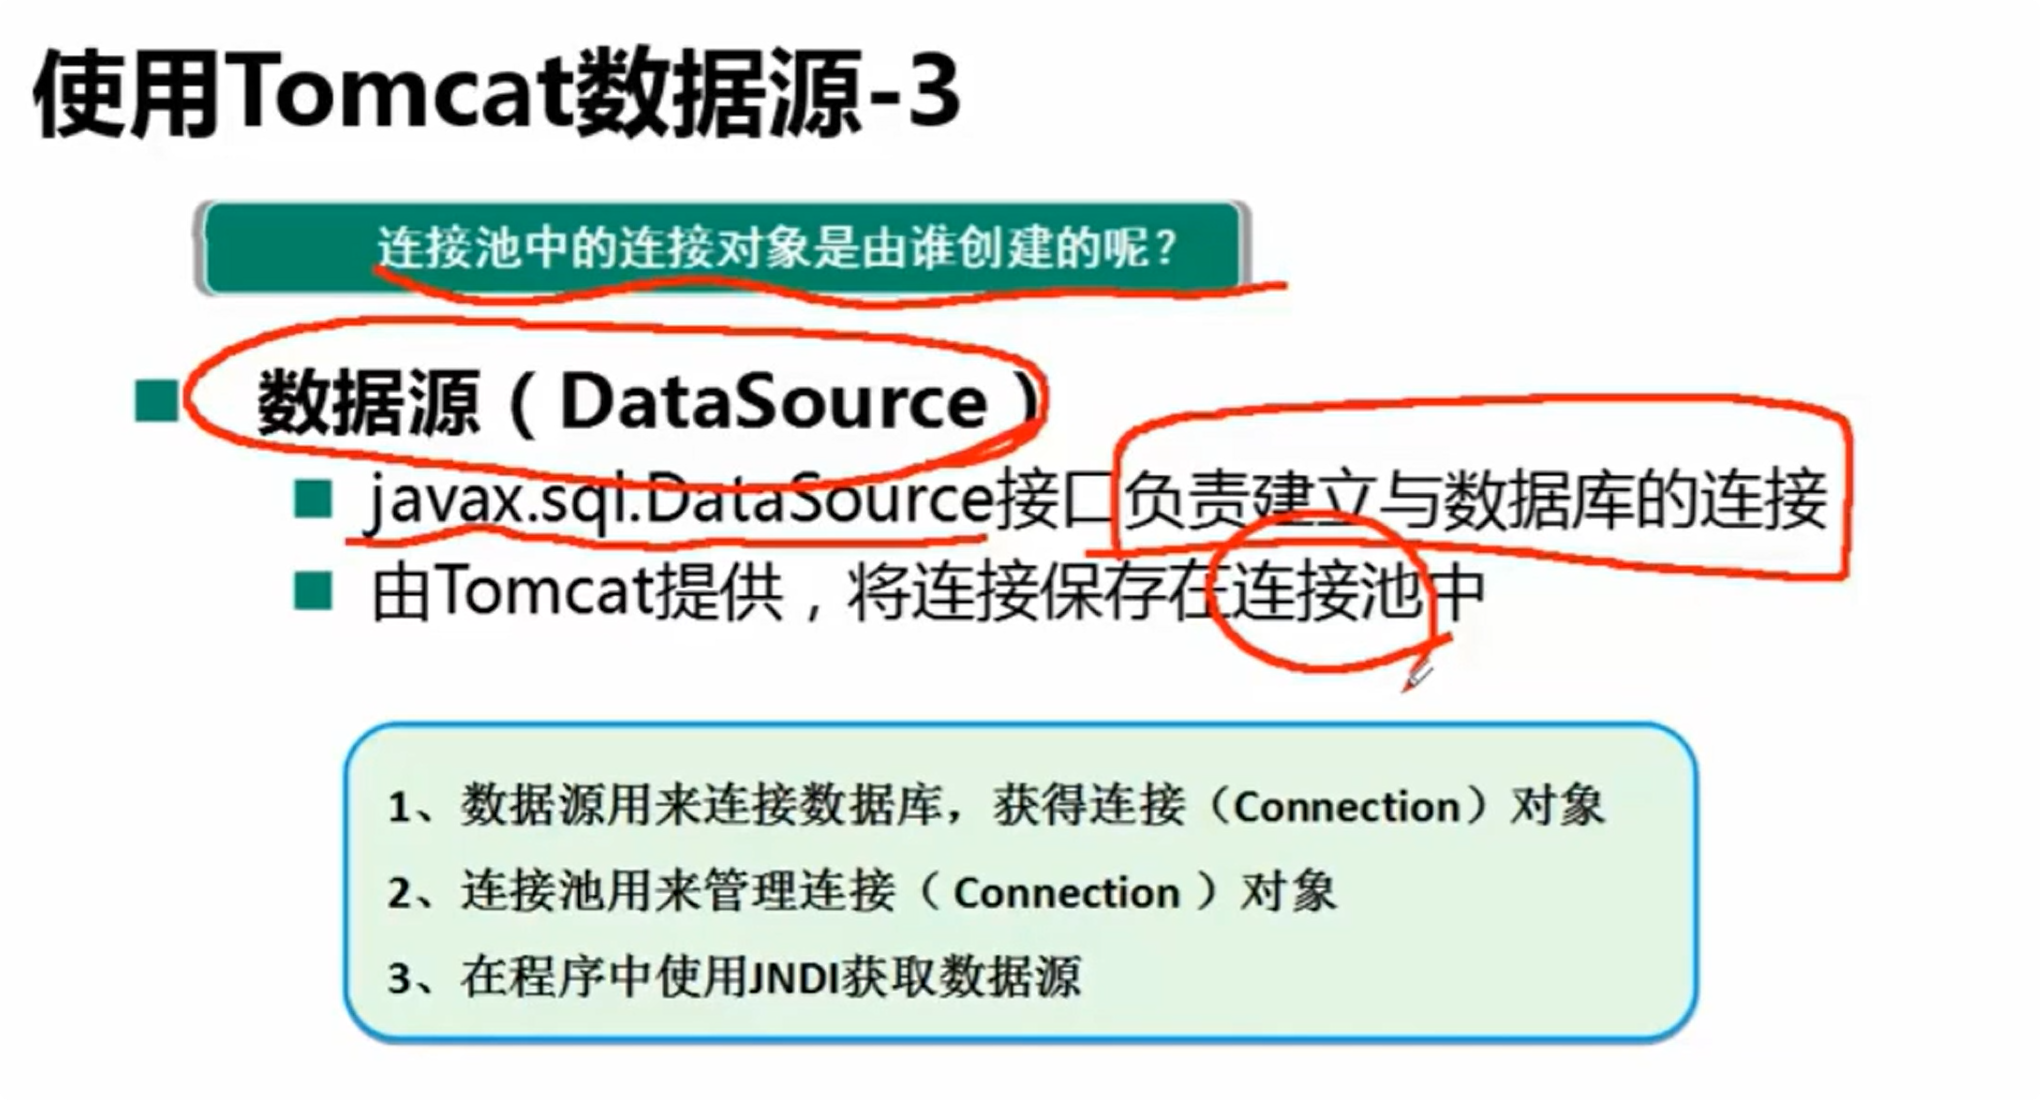 使用Tomcat数据源-3
连接池中的连接对象是由谁创建的呢？
数据源（DataSource）
javax.sql.DataSource接口负责建立与数据库的连接
由Tomcat提供，将连接保存在连接池中
1、数据源用来连接数据库，获得连接（Connection）对象
2、连接池用来管理连接（ Connection ）对象
3、在程序中使用JNDI获取数据源